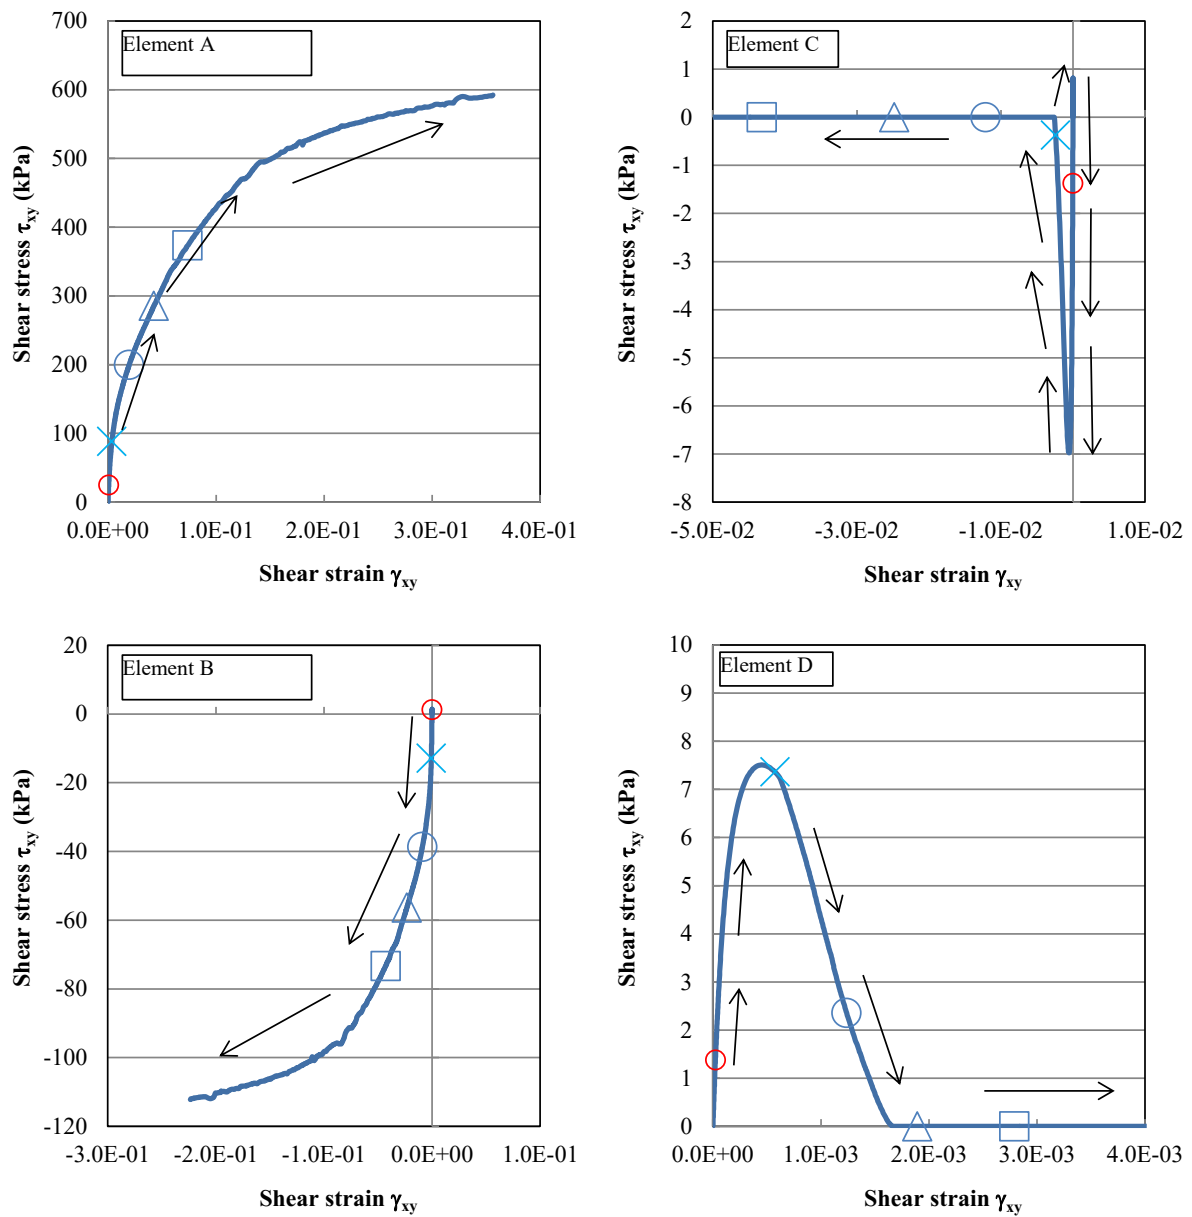 Element A
700
600
500
400
300
200
100
0
0.0E+00 1.0E-01 2.0E-01 3.0E-01 4.0E-01
Shear stress τxy (kPa)
Shear strain γxy
Element C
2
1
0
-1
-2
-3
-4
-5
-6
-7
-8
-5.E-02 -3.E-02 -1.E-02 1.E-02
Shear stress τxy (kPa)
Shear strain γxy
Element B
20
0
-20
-40
-60
-80
-100
-120
-3.0E-01 -2.0E-01 -1.0E-01 0.0E+00 1.0E-01
Shear stress τxy (kPa)
Shear strain γxy
Element D
10
9
8
7
6
5
4
3
2
1
0
0.0E+00 1.0E-03 2.0E-03 3.0E-03 4.0E-03
Shear stress τxy (kPa)
Shear strain γxy